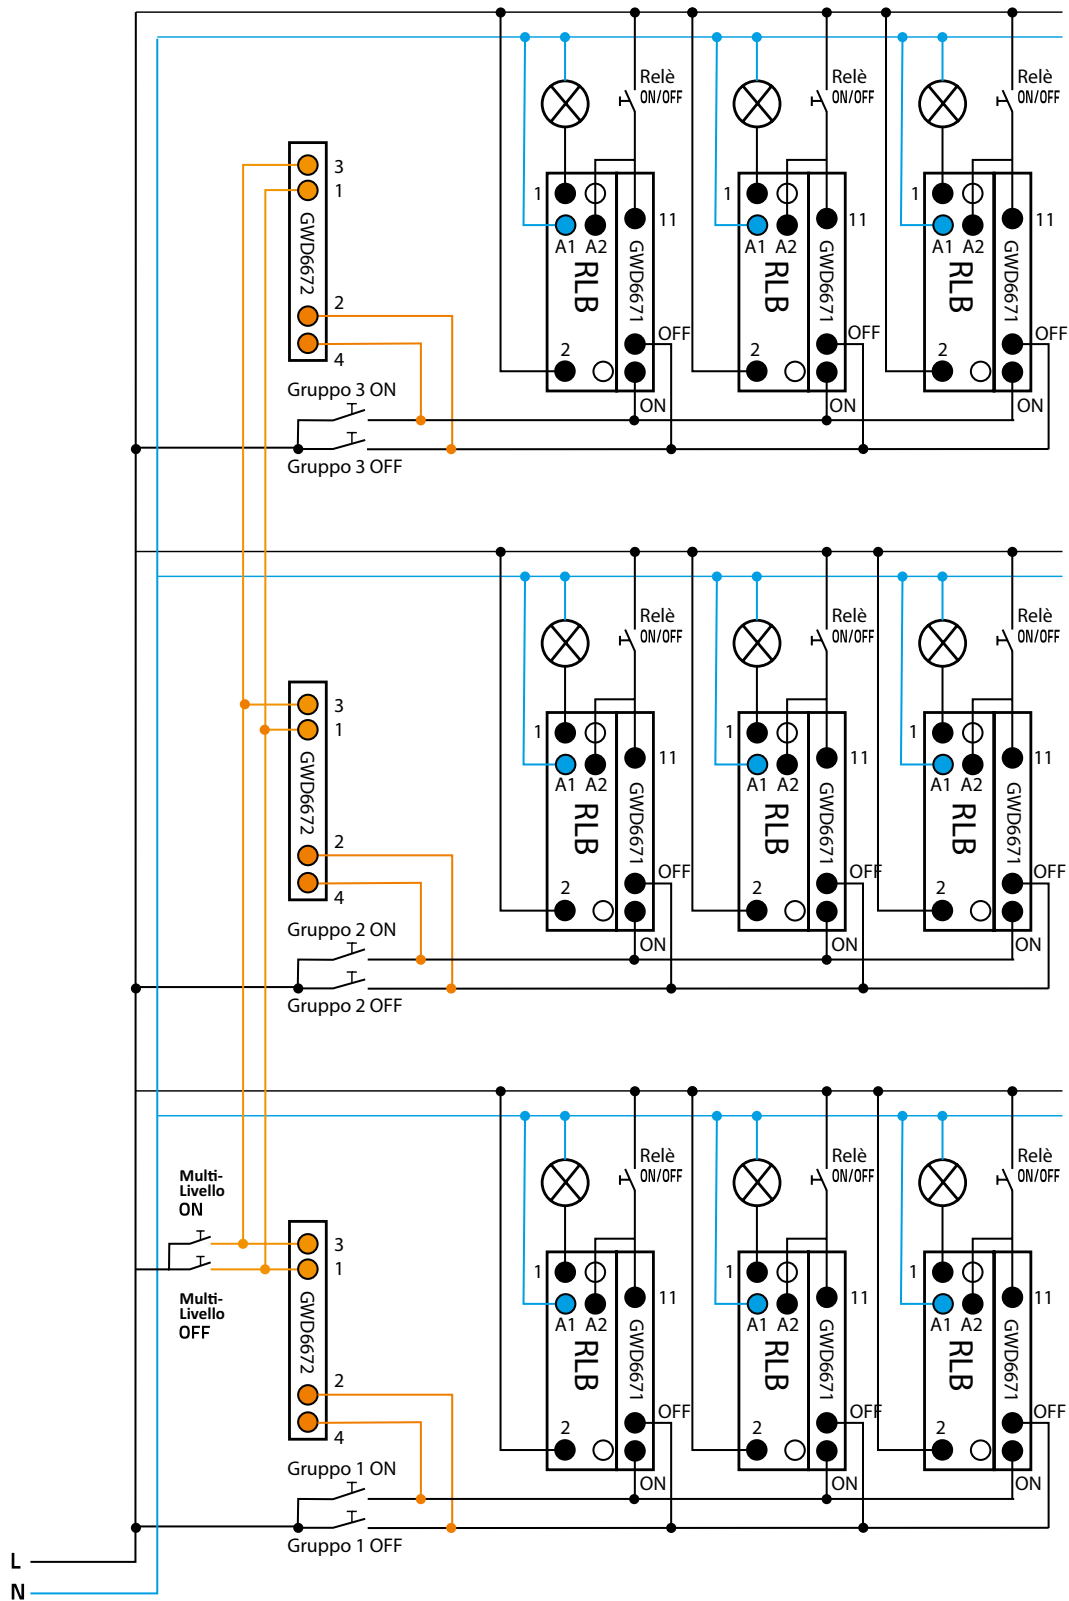 Relè Relè Relè
ON/OFF ON/OFF ON/OFF
3
1 1 1 1
11 11 11
GWD6672
A1 A2 A1 A2 A1 A2
RLB GWD6671 RLB GWD6671 RLB GWD6671
2
OFF OFF OFF
4 2 2 2
Gruppo 3 ON
ON ON ON
Gruppo 3 OFF
Relè Relè Relè
ON/OFF ON/OFF ON/OFF
3
1 1 1 1
11 11 11
GWD6672
A1 A2 A1 A2 A1 A2
RLB GWD6671 RLB GWD6671 RLB GWD6671
2
OFF OFF OFF
4 2 2 2
Gruppo 2 ON
ON ON ON
Gruppo 2 OFF
Relè Relè Relè
ON/OFF ON/OFF ON/OFF
Multi-
Livello
ON
3
1 1 1 1
11 11 11
Multi-
Livello
OFF
GWD6672
A1 A2 A1 A2 A1 A2
RLB GWD6671 RLB GWD6671 RLB GWD6671
2
OFF OFF OFF
4 2 2 2
Gruppo 1 ON
ON ON ON
Gruppo 1 OFF
L
N